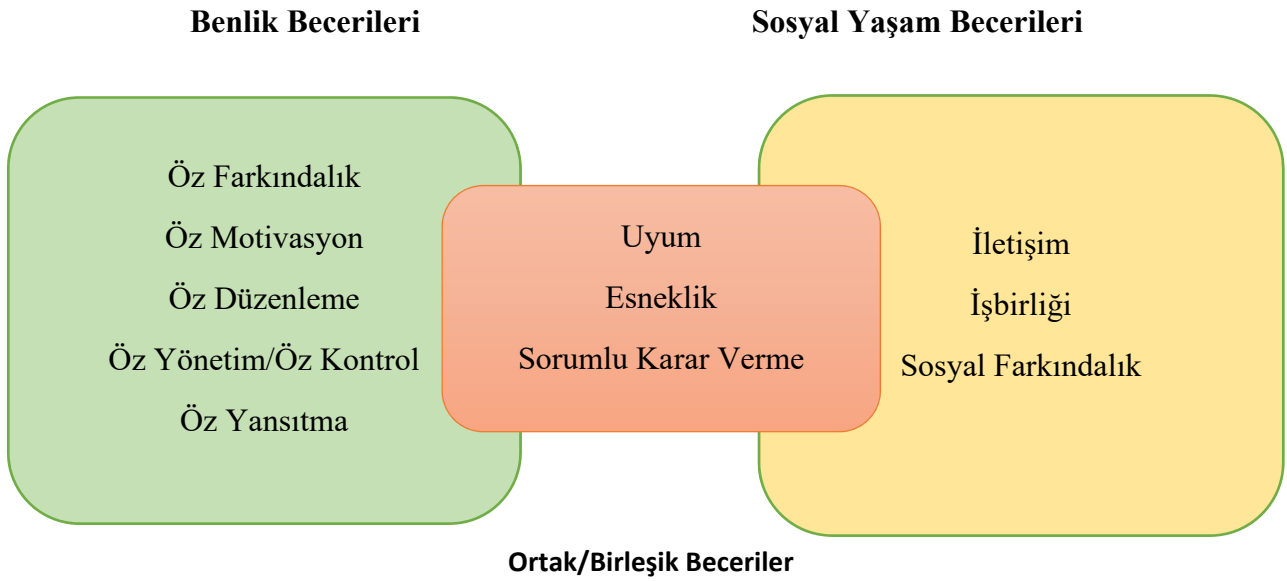 Benlik Becerileri
Sosyal Yaşam Becerileri
Öz Farkındalık
Öz Motivasyon
Öz Düzenleme
Öz Yönetim/Öz Kontrol
Öz Yansıtma
Uyum
Esneklik
Sorumlu Karar Verme
İletişim
İşbirliği
Sosyal Farkındalık
Ortak/Birleşik Beceriler